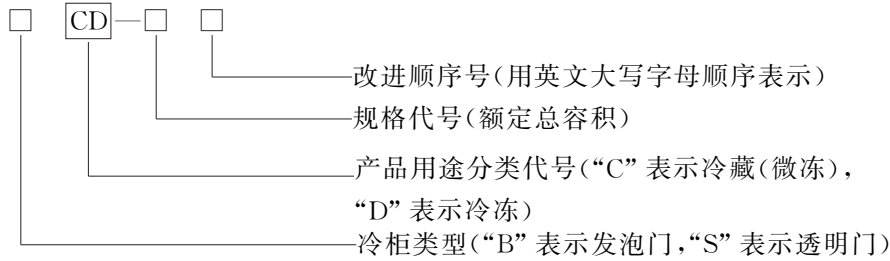 □ CD—□ □
改进顺序号(用英文大写字母顺序表示)
规格代号(额定总容积)
产品用途分类代号(“C”表示冷藏(微冻),
“D”表示冷冻)
冷柜类型(“B”表示发泡门,“S”表示透明门)